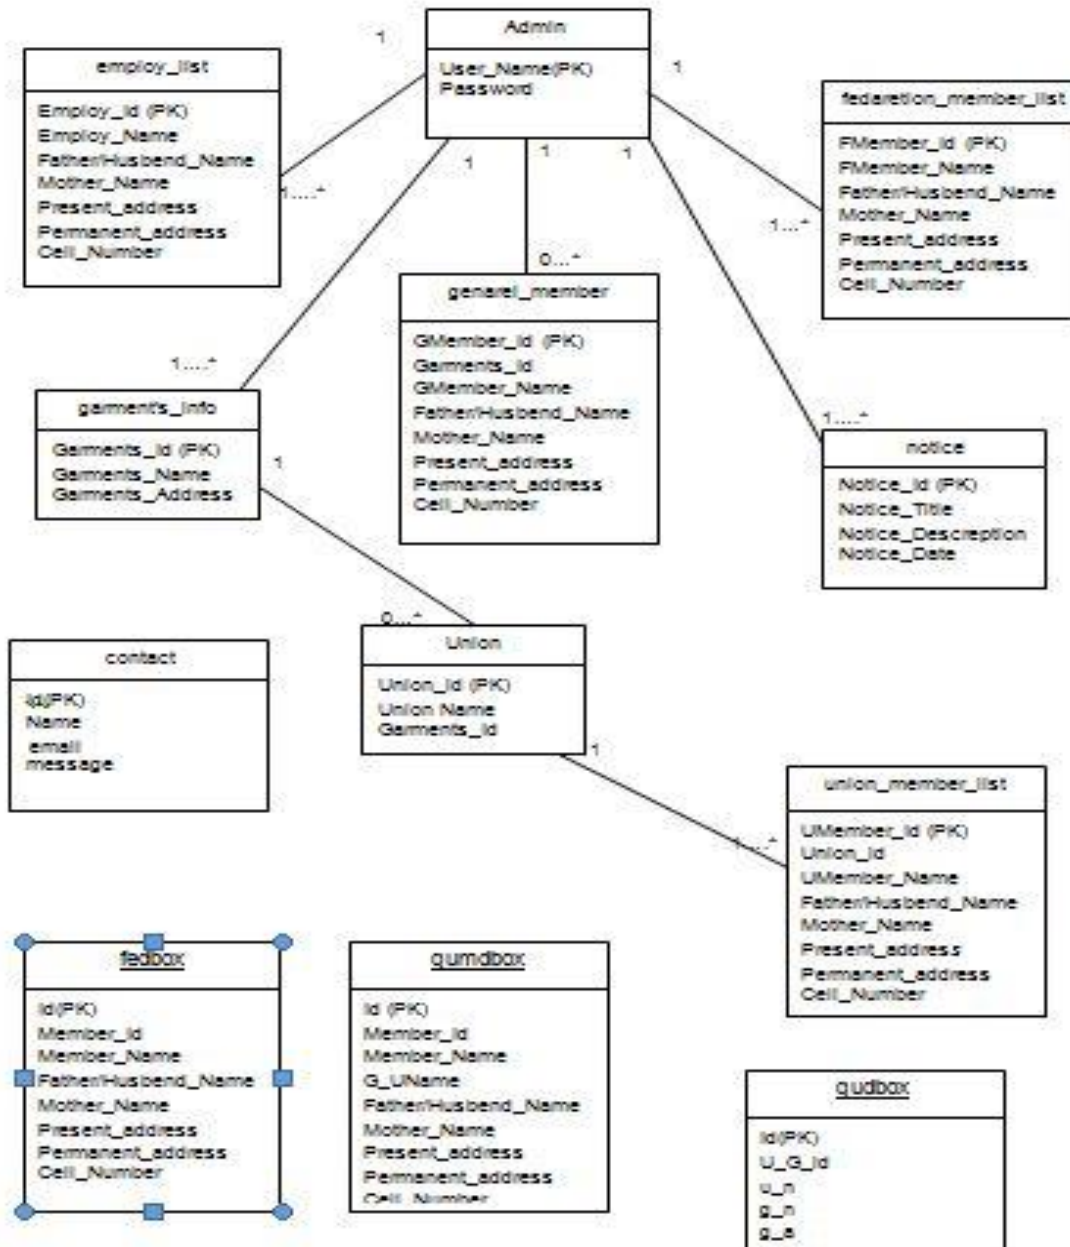 Admin
User_Name(PK)
Password
1
1
1
1
1
employ_list
Employ_Id (PK)
Employ_Name
Father/Husbend_Name
Mother_Name
Present_address
Permanent_address
Cell_Number
1....*
fedaretion_member_list
FMember_Id (PK)
FMember_Name
Father/Husbend_Name
Mother_Name
Present_address
Permanent_address
Cell_Number
1...*
0...*
genarel_member
GMember_Id (PK)
Garments_Id
GMember_Name
Father/Husbend_Name
Mother_Name
Present_address
Permanent_address
Cell_Number
1....*
garment's_info
Garments_Id (PK)
Garments_Name
Garments_Address
1
1....*
notice
Notice_Id (PK)
Notice_Title
Notice_Descreption
Notice_Date
0...*
Union
Union_Id (PK)
Union Name
Garments_Id
1
contact
Id(PK)
Name
email
message
1....*
union_member_list
UMember_Id (PK)
Union_Id
UMember_Name
Father/Husbend_Name
Mother_Name
Present_address
Permanent_address
Cell_Number
fedbox
Id(PK)
Member_Id
Member_Name
Father/Husbend_Name
Mother_Name
Present_address
Permanent_address
Cell_Number
gumdbox
Id (PK)
Member_Id
Member_Name
G_UName
Father/Husbend_Name
Mother_Name
Present_address
Permanent_address
Cell_Number
gudbox
Id(PK)
U_G_Id
u_n
g_n
g_a